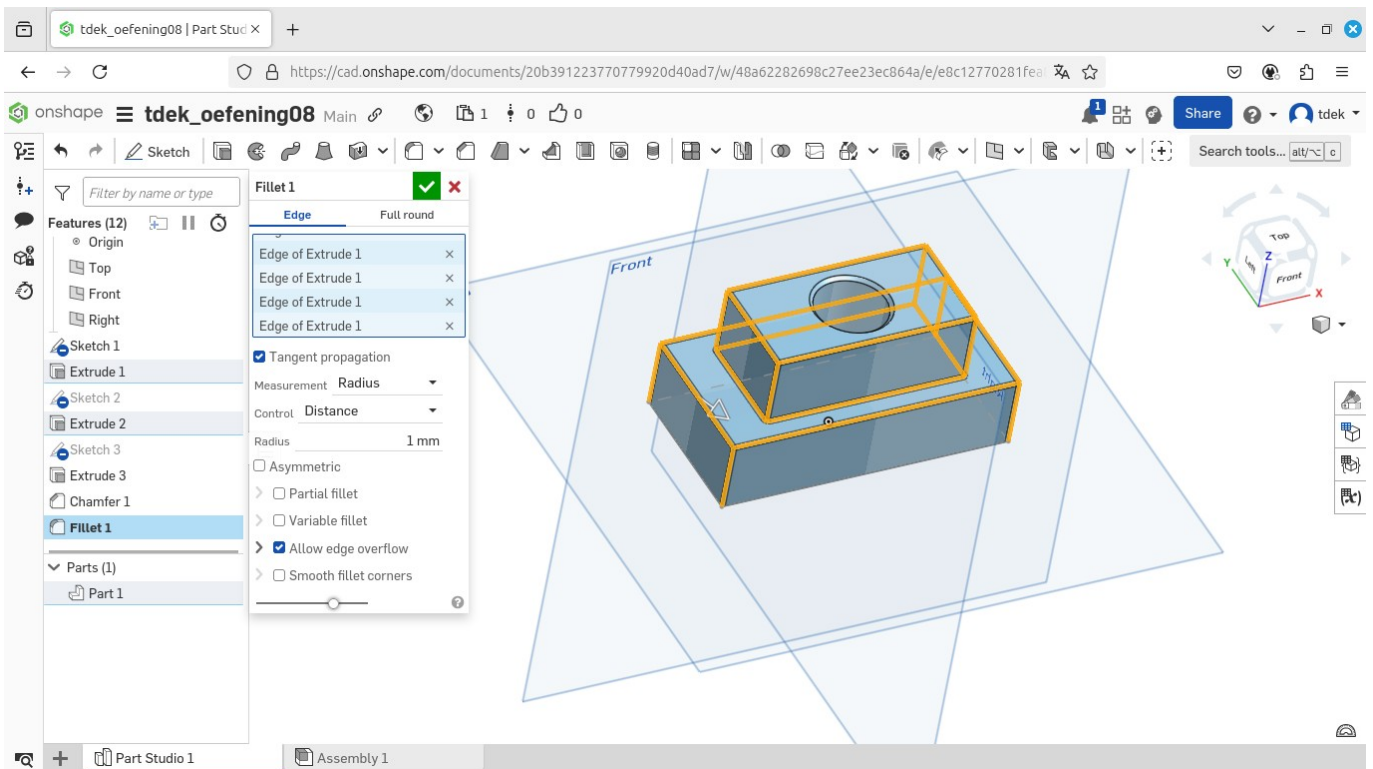 tdek_oefening08 | Part Stud
https://cad.onshape.com/documents/20b391223770779920d40ad7/w/48a62282698c27ee23ec864a/e/e8c12770281fea
onshape tdek_oefening08 Main 1 0 0 1 Share tdek
Sketch Search tools... alt/⌥ c
Filter by name or type
Features (12)
Origin
Top
Front
Right
Sketch 1
Extrude 1
Sketch 2
Extrude 2
Sketch 3
Extrude 3
Chamfer 1
Fillet 1
Parts (1)
Part 1
Fillet 1
Edge Full round
Edge of Extrude 1
Edge of Extrude 1
Edge of Extrude 1
Edge of Extrude 1
Tangent propagation
Measurement Radius
Control Distance
Radius 1 mm
Asymmetric
Partial fillet
Variable fillet
Allow edge overflow
Smooth fillet corners
Front
Top
Left
Front
Z
Y
X
Part Studio 1 Assembly 1